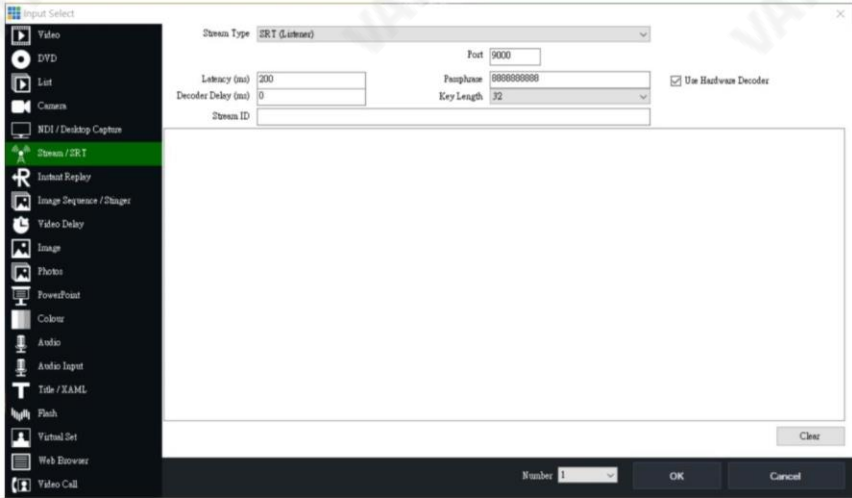 Input Select
Video
DVD
List
Camera
NDI / Desktop Capture
Stream / SRT
Instant Replay
Image Sequence / Stinger
Video Delay
Image
Photos
PowerPoint
Colour
Audio
Audio Input
Title / XAML
Flash
Virtual Set
Web Browser
Video Call
Stream Type SRT (Listener)
Port 9000
Latency (ms) 200 Passphrase 8888888888 Use Hardware Decoder
Decoder Delay (ms) 0 Key Length 32
Stream ID
Clear
Number 1 OK Cancel